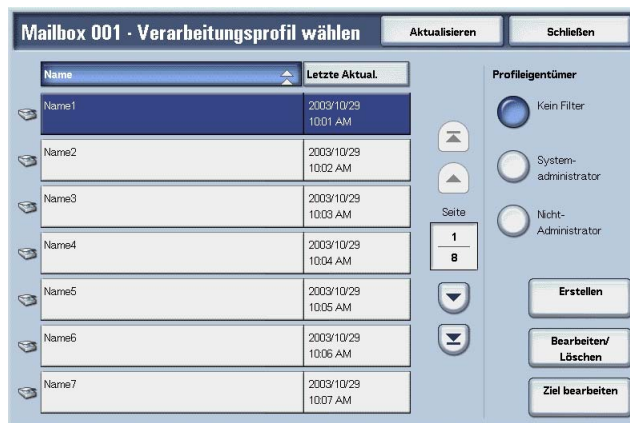 Mailbox 001 - Verarbeitungsprofil wählen
Aktualisieren
Schließen
Name
Letzte Aktual.
Name1
2003/10/29
10:01 AM
Name2
2003/10/29
10:02 AM
Name3
2003/10/29
10:03 AM
Name4
2003/10/29
10:04 AM
Name5
2003/10/29
10:05 AM
Name6
2003/10/29
10:06 AM
Name7
2003/10/29
10:07 AM
Seite
1
8
Profileigentümer
Kein Filter
System-
administrator
Nicht-
Administrator
Erstellen
Bearbeiten/
Löschen
Ziel bearbeiten